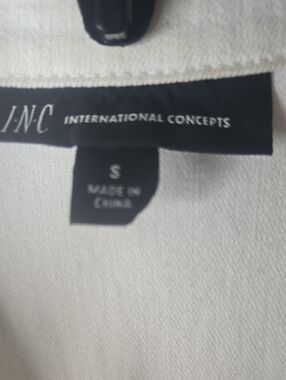 I·N·C INTERNATIONAL CONCEPTS
S
MADE IN
CHINA